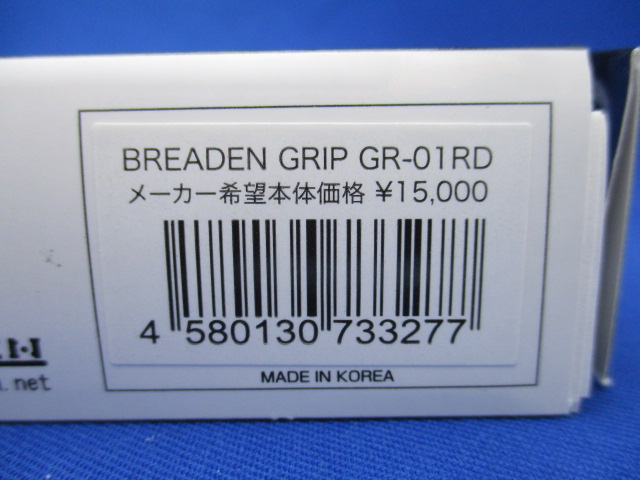 BREADEN GRIP GR-01RD
メーカー希望本体価格 ¥15,000
4 580130 733277
MADE IN KOREA
.net